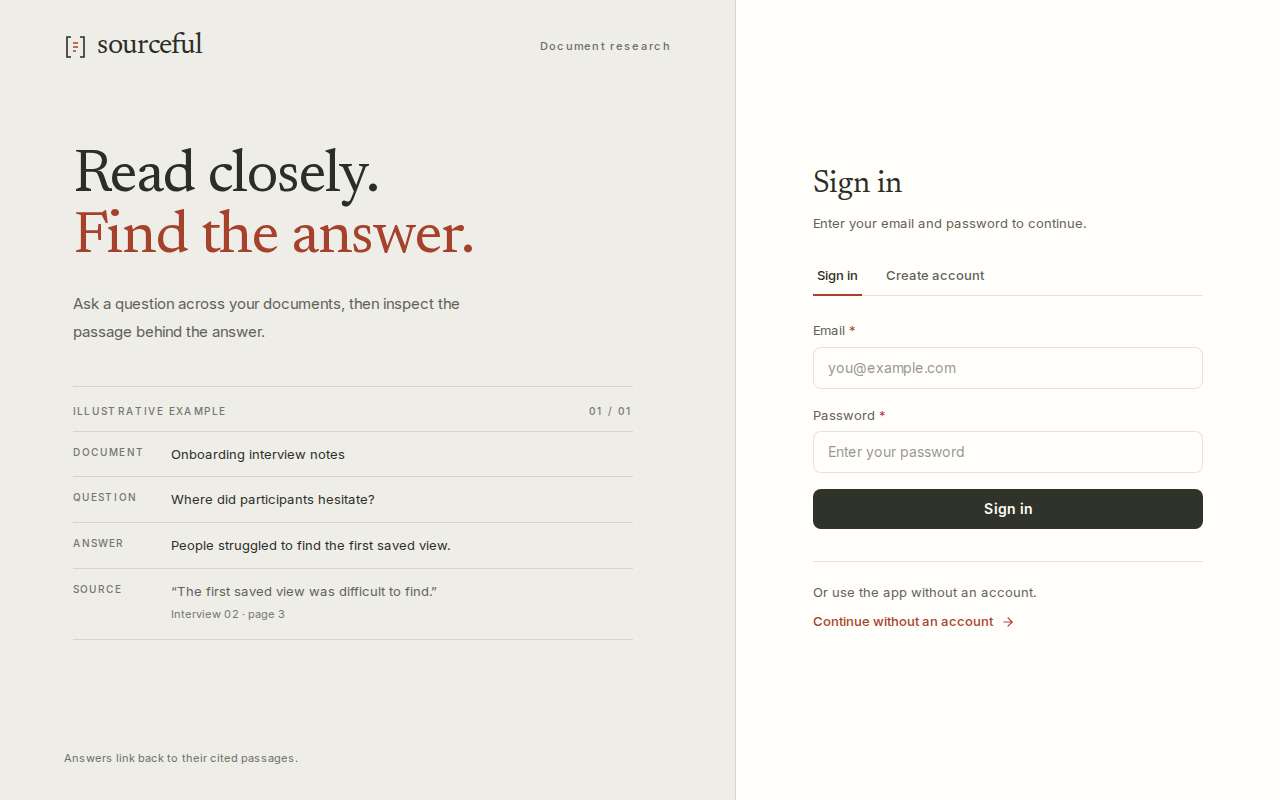 sourceful
Document research
Read closely.
Find the answer.
Ask a question across your documents, then inspect the
passage behind the answer.
ILLUSTRATIVE EXAMPLE 01 / 01
DOCUMENT Onboarding interview notes
QUESTION Where did participants hesitate?
ANSWER People struggled to find the first saved view.
SOURCE “The first saved view was difficult to find.”
Interview 02 · page 3
Answers link back to their cited passages.
Sign in
Enter your email and password to continue.
Sign in Create account
Email *
you@example.com
Password *
Enter your password
Sign in
Or use the app without an account.
Continue without an account →